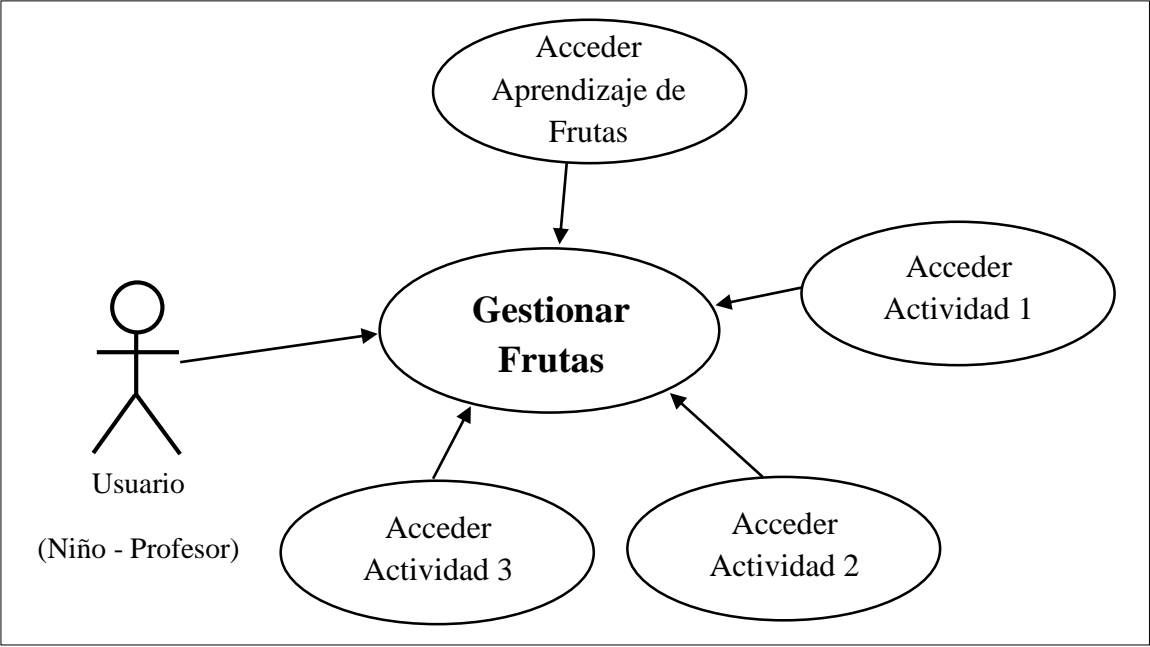 Acceder
Aprendizaje de
Frutas
Acceder
Actividad 1
Gestionar
Frutas
Usuario
(Niño - Profesor)
Acceder
Actividad 3
Acceder
Actividad 2